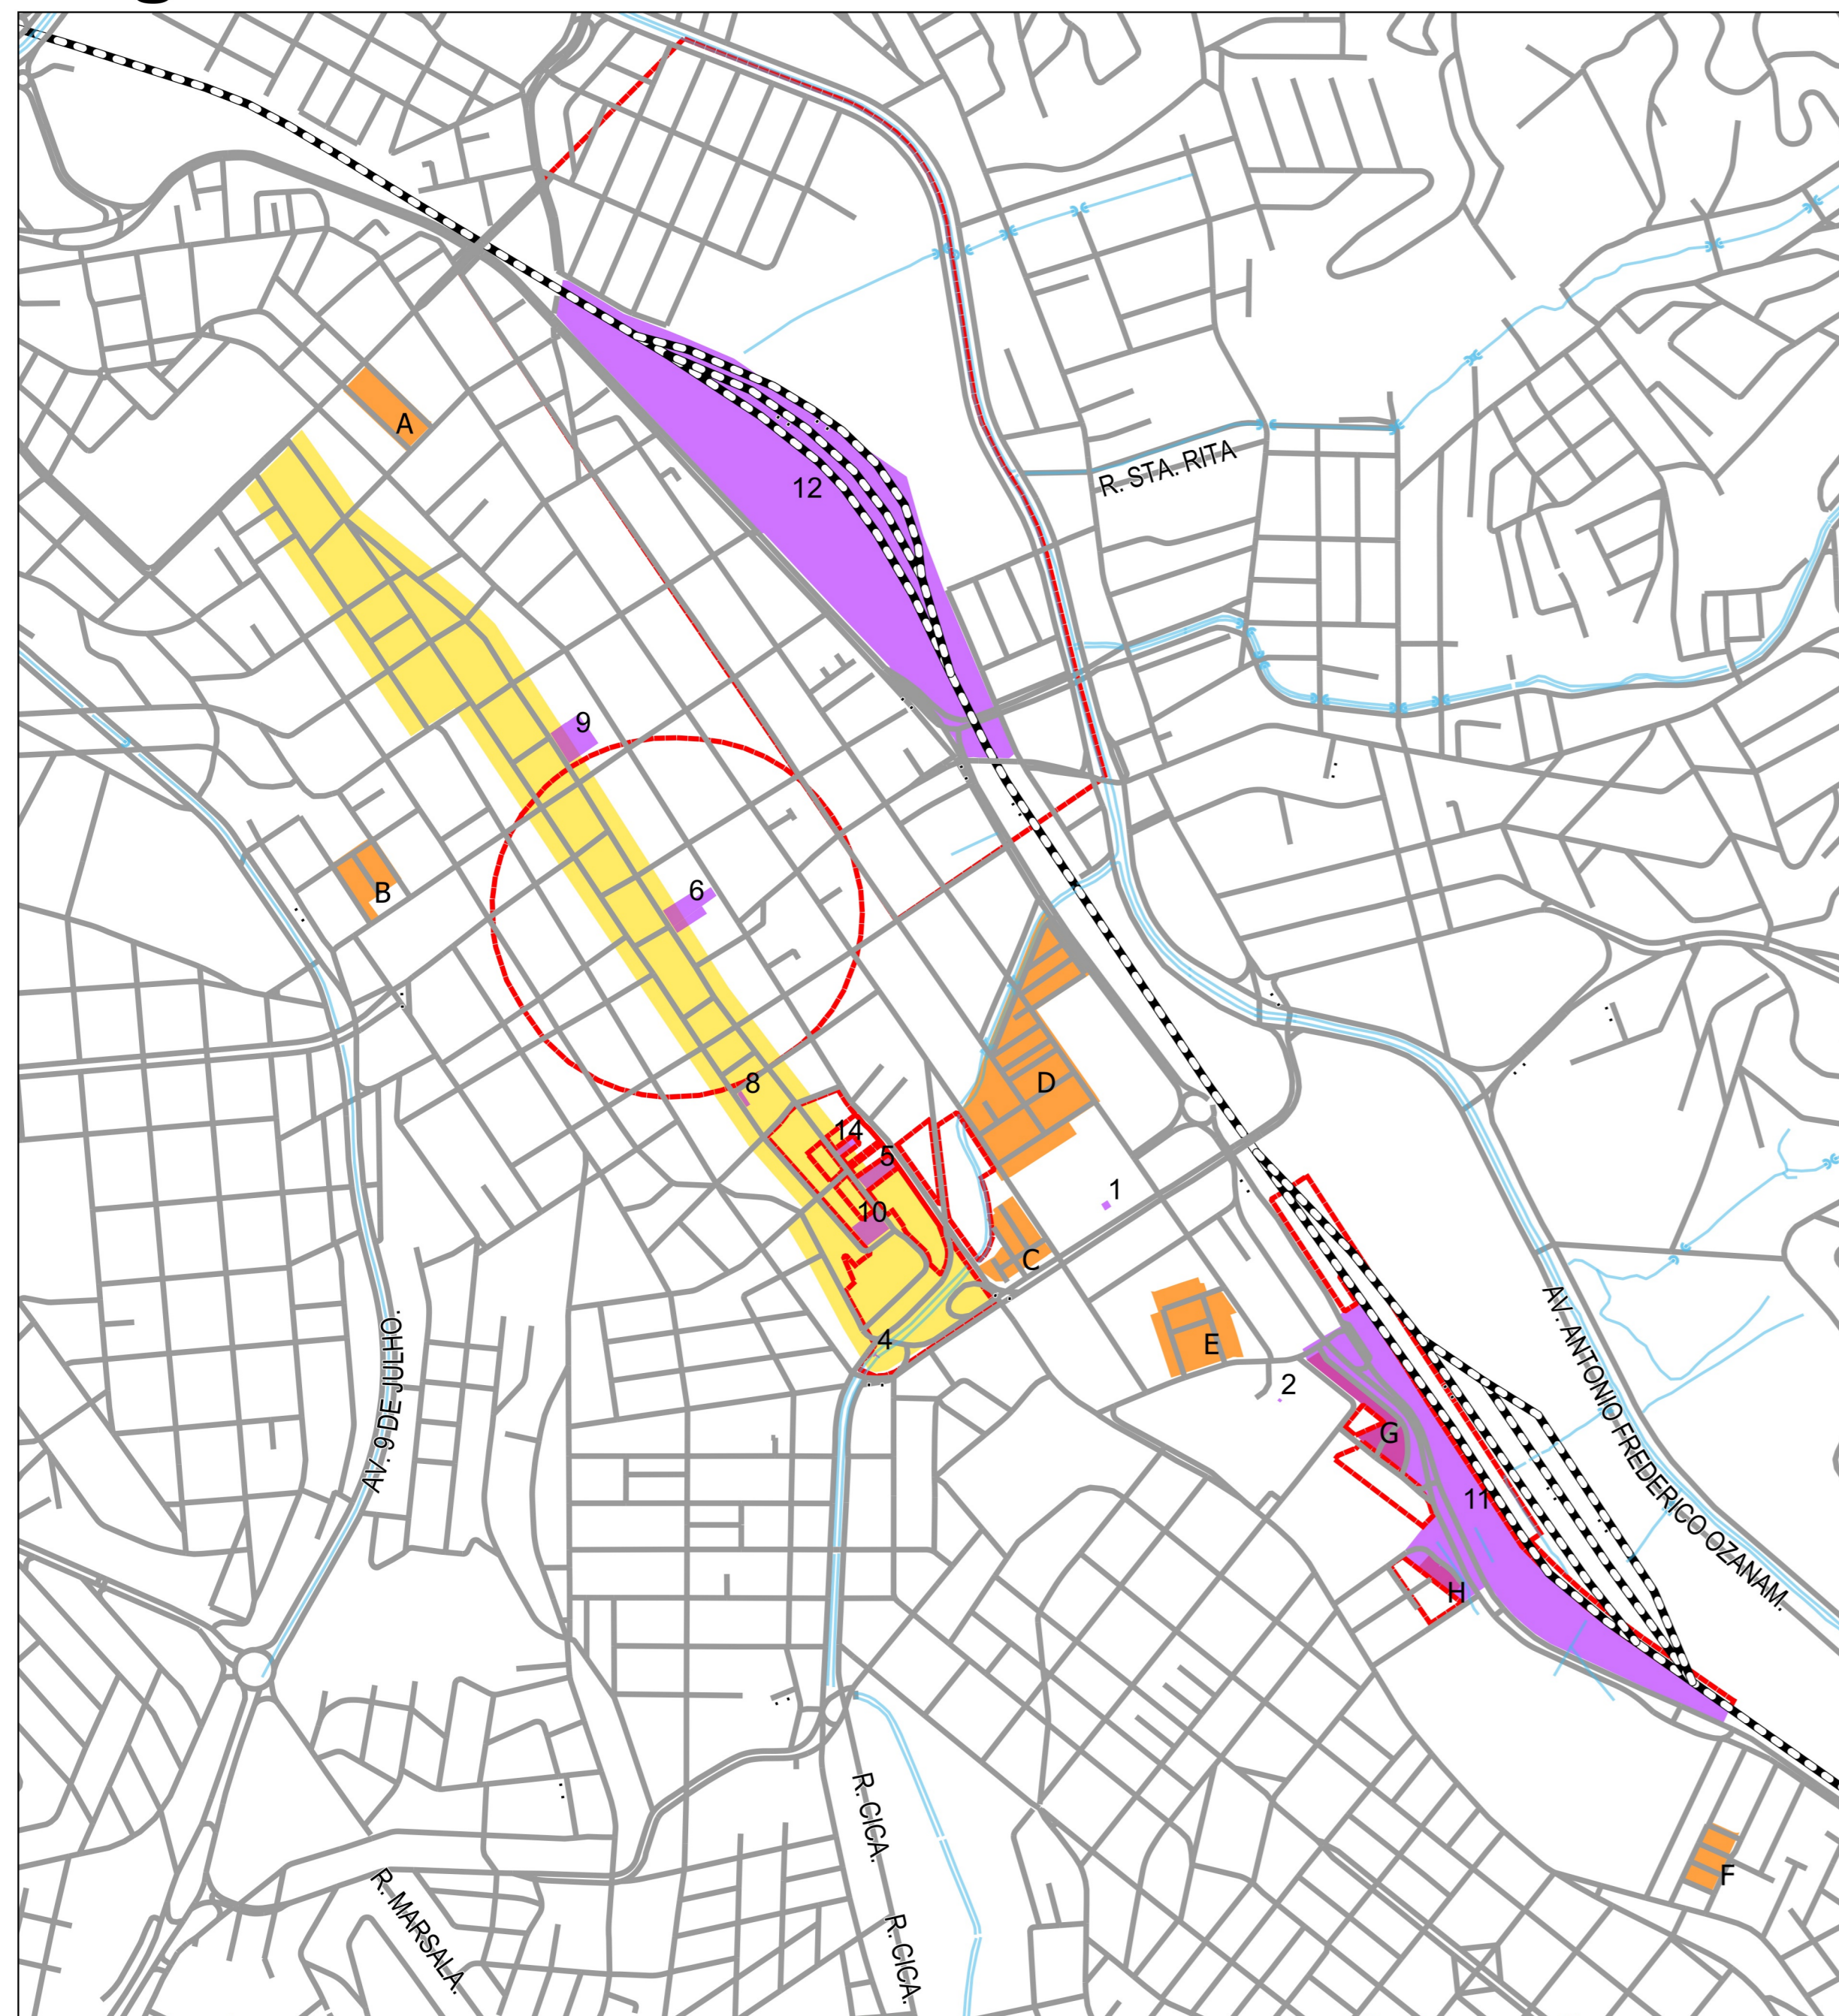 A
12
R. STA. RITA
9
B
6
D
8
14
5
1
10
C
4
E
2
AV. 9 DE JULHO.
G
11
AV. ANTONIO FREDERICO OZANAM.
H
R. CICA.
F
R. MARSALA.
R. CICA.